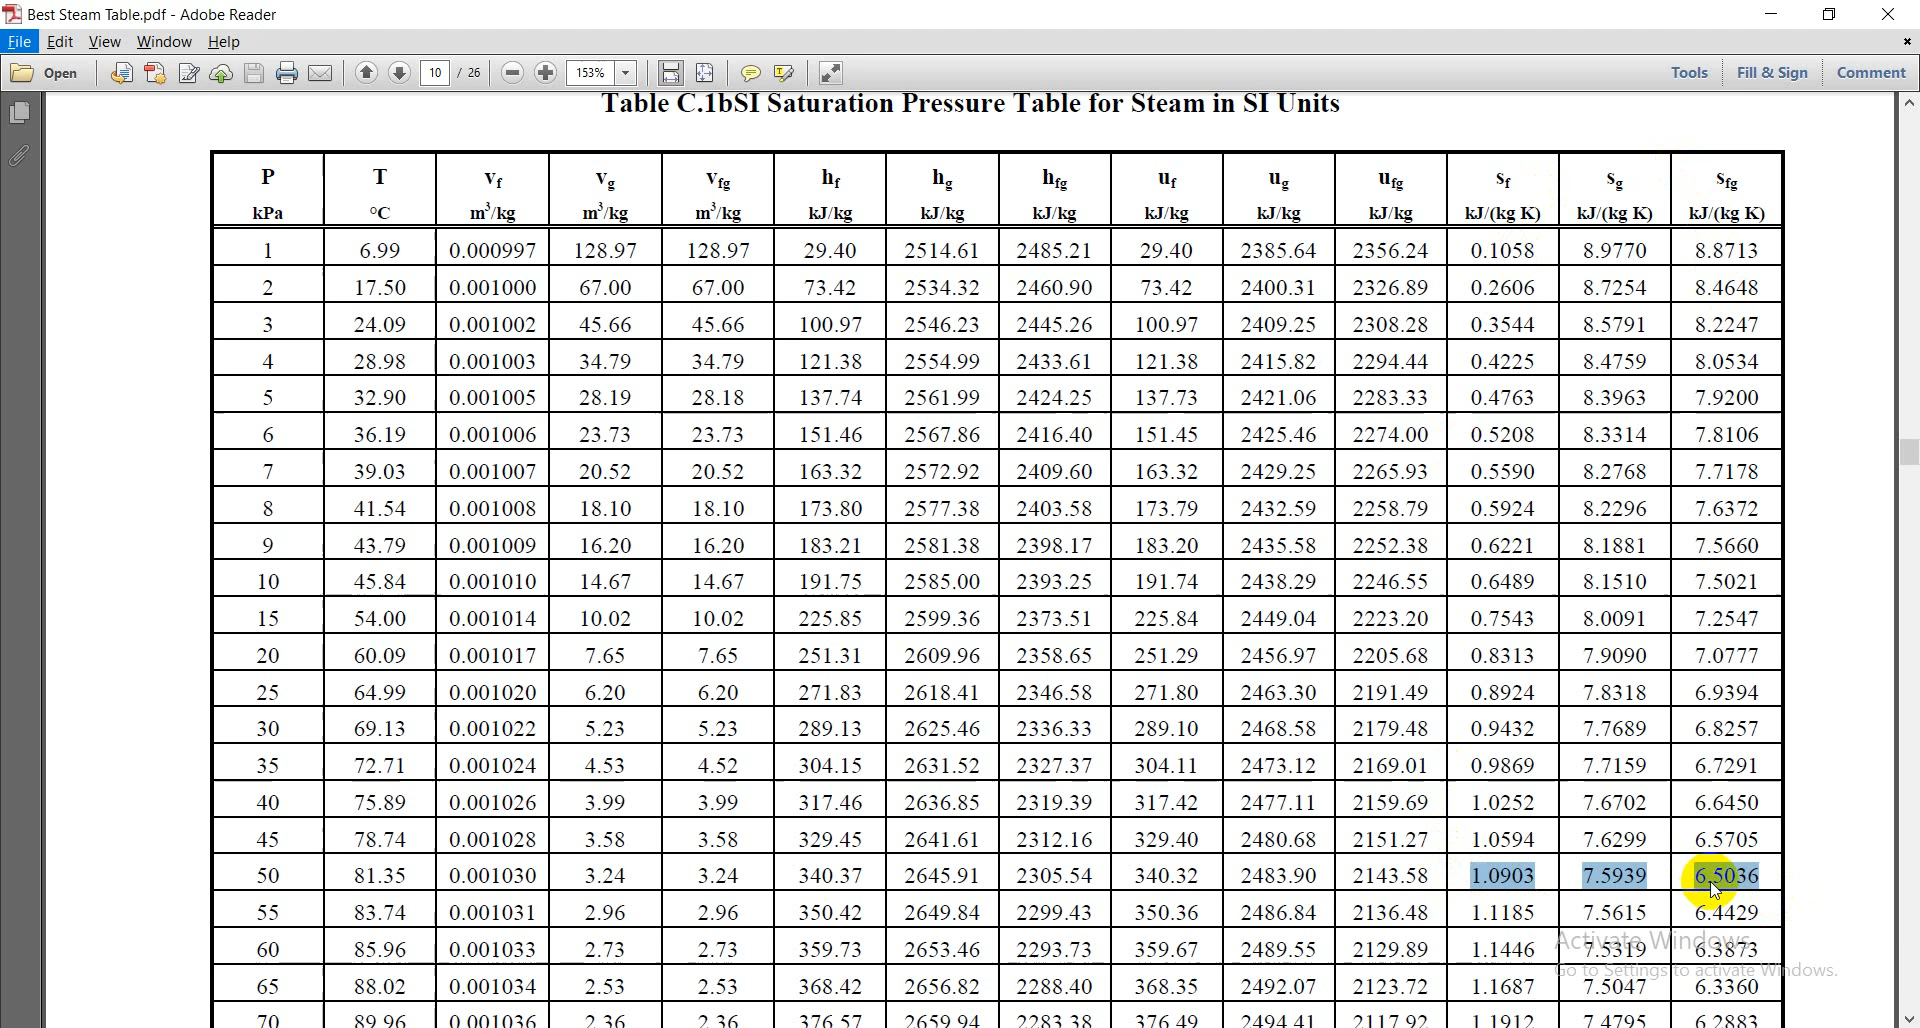 Best Steam Table.pdf - Adobe Reader
File Edit View Window Help
Open 10 / 26 153% Tools Fill & Sign Comment
Table C.1bSI Saturation Pressure Table for Steam in SI Units
P T vf vg vfg hf hg hfg uf ug ufg sf sg sfg
kPa °C m³/kg m³/kg m³/kg kJ/kg kJ/kg kJ/kg kJ/kg kJ/kg kJ/kg kJ/(kg K) kJ/(kg K) kJ/(kg K)
1 6.99 0.000997 128.97 128.97 29.40 2514.61 2485.21 29.40 2385.64 2356.24 0.1058 8.9770 8.8713
2 17.50 0.001000 67.00 67.00 73.42 2534.32 2460.90 73.42 2400.31 2326.89 0.2606 8.7254 8.4648
3 24.09 0.001002 45.66 45.66 100.97 2546.23 2445.26 100.97 2409.25 2308.28 0.3544 8.5791 8.2247
4 28.98 0.001003 34.79 34.79 121.38 2554.99 2433.61 121.38 2415.82 2294.44 0.4225 8.4759 8.0534
5 32.90 0.001005 28.19 28.18 137.74 2561.99 2424.25 137.73 2421.06 2283.33 0.4763 8.3963 7.9200
6 36.19 0.001006 23.73 23.73 151.46 2567.86 2416.40 151.45 2425.46 2274.00 0.5208 8.3314 7.8106
7 39.03 0.001007 20.52 20.52 163.32 2572.92 2409.60 163.32 2429.25 2265.93 0.5590 8.2768 7.7178
8 41.54 0.001008 18.10 18.10 173.80 2577.38 2403.58 173.79 2432.59 2258.79 0.5924 8.2296 7.6372
9 43.79 0.001009 16.20 16.20 183.21 2581.38 2398.17 183.20 2435.58 2252.38 0.6221 8.1881 7.5660
10 45.84 0.001010 14.67 14.67 191.75 2585.00 2393.25 191.74 2438.29 2246.55 0.6489 8.1510 7.5021
15 54.00 0.001014 10.02 10.02 225.85 2599.36 2373.51 225.84 2449.04 2223.20 0.7543 8.0091 7.2547
20 60.09 0.001017 7.65 7.65 251.31 2609.96 2358.65 251.29 2456.97 2205.68 0.8313 7.9090 7.0777
25 64.99 0.001020 6.20 6.20 271.83 2618.41 2346.58 271.80 2463.30 2191.49 0.8924 7.8318 6.9394
30 69.13 0.001022 5.23 5.23 289.13 2625.46 2336.33 289.10 2468.58 2179.48 0.9432 7.7689 6.8257
35 72.71 0.001024 4.53 4.52 304.15 2631.52 2327.37 304.11 2473.12 2169.01 0.9869 7.7159 6.7291
40 75.89 0.001026 3.99 3.99 317.46 2636.85 2319.39 317.42 2477.11 2159.69 1.0252 7.6702 6.6450
45 78.74 0.001028 3.58 3.58 329.45 2641.61 2312.16 329.40 2480.68 2151.27 1.0594 7.6299 6.5705
50 81.35 0.001030 3.24 3.24 340.37 2645.91 2305.54 340.32 2483.90 2143.58 1.0903 7.5939 6.5036
55 83.74 0.001031 2.96 2.96 350.42 2649.84 2299.43 350.36 2486.84 2136.48 1.1185 7.5615 6.4429
60 85.96 0.001033 2.73 2.73 359.73 2653.46 2293.73 359.67 2489.55 2129.89 1.1446 7.5319 6.3873
65 88.02 0.001034 2.53 2.53 368.42 2656.82 2288.40 368.35 2492.07 2123.72 1.1687 7.5047 6.3360
70 89.96 0.001036 2.36 2.36 376.57 2659.94 2283.38 376.49 2494.41 2117.92 1.1912 7.4795 6.2883
Activate Windows
Go to Settings to activate Windows.